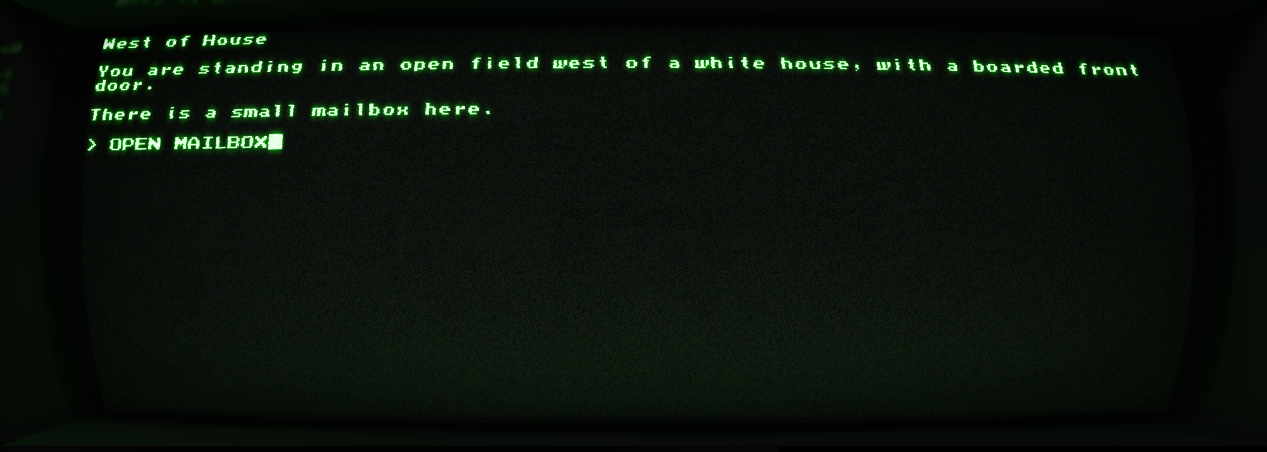 West of House
You are standing in an open field west of a white house, with a boarded front
door.
There is a small mailbox here.
> OPEN MAILBOX